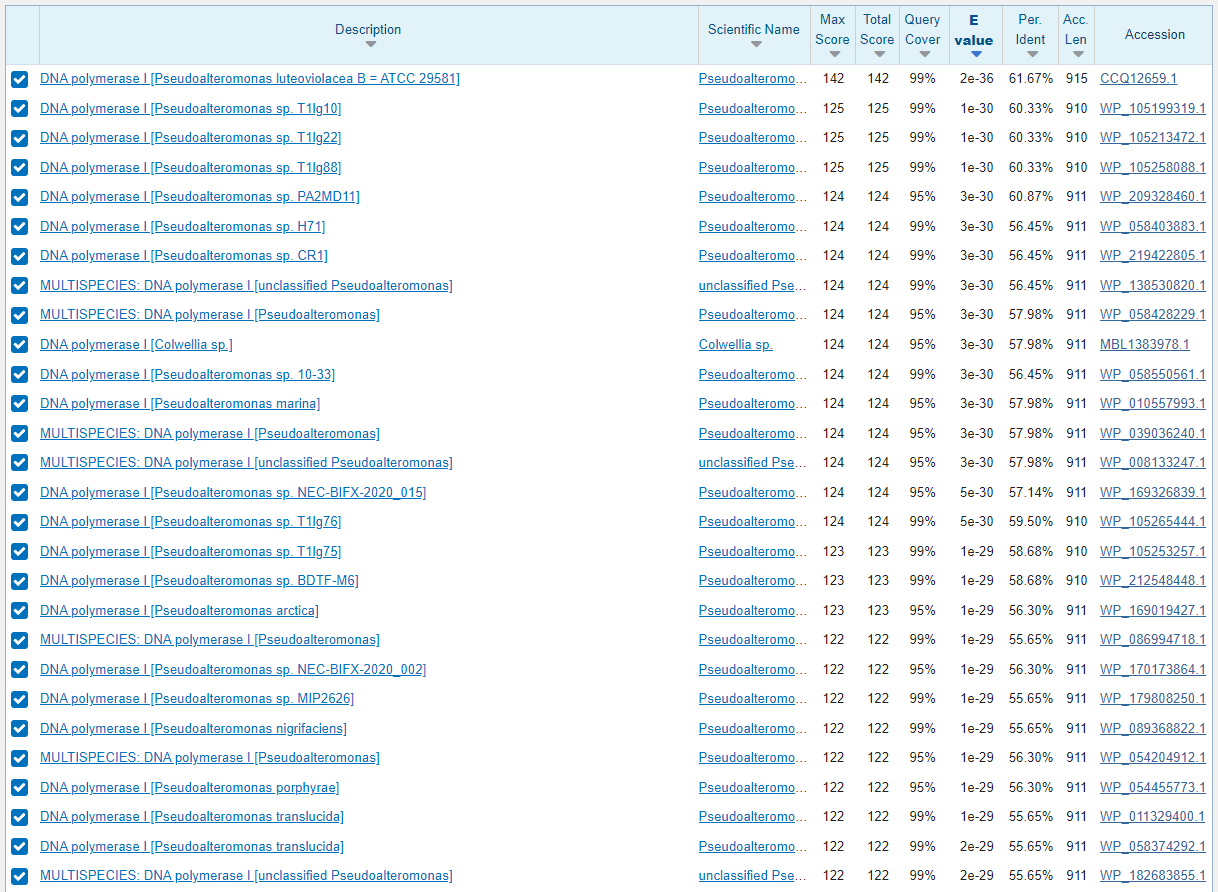 Description Scientific Name Max Score Total Score Query Cover E value Per. Ident Acc. Len Accession
DNA polymerase I [Pseudoalteromonas luteoviolacea B = ATCC 29581] Pseudoalteromo... 142 142 99% 2e-36 61.67% 915 CCQ12659.1
DNA polymerase I [Pseudoalteromonas sp. T1lg10] Pseudoalteromo... 125 125 99% 1e-30 60.33% 910 WP_105199319.1
DNA polymerase I [Pseudoalteromonas sp. T1lg22] Pseudoalteromo... 125 125 99% 1e-30 60.33% 910 WP_105213472.1
DNA polymerase I [Pseudoalteromonas sp. T1lg88] Pseudoalteromo... 125 125 99% 1e-30 60.33% 910 WP_105258088.1
DNA polymerase I [Pseudoalteromonas sp. PA2MD11] Pseudoalteromo... 124 124 95% 3e-30 60.87% 911 WP_209328460.1
DNA polymerase I [Pseudoalteromonas sp. H71] Pseudoalteromo... 124 124 99% 3e-30 56.45% 911 WP_058403883.1
DNA polymerase I [Pseudoalteromonas sp. CR1] Pseudoalteromo... 124 124 99% 3e-30 56.45% 911 WP_219422805.1
MULTISPECIES: DNA polymerase I [unclassified Pseudoalteromonas] unclassified Pse... 124 124 99% 3e-30 56.45% 911 WP_138530820.1
MULTISPECIES: DNA polymerase I [Pseudoalteromonas] Pseudoalteromo... 124 124 95% 3e-30 57.98% 911 WP_058428229.1
DNA polymerase I [Colwellia sp.] Colwellia sp. 124 124 95% 3e-30 57.98% 911 MBL1383978.1
DNA polymerase I [Pseudoalteromonas sp. 10-33] Pseudoalteromo... 124 124 99% 3e-30 56.45% 911 WP_058550561.1
DNA polymerase I [Pseudoalteromonas marina] Pseudoalteromo... 124 124 95% 3e-30 57.98% 911 WP_010557993.1
MULTISPECIES: DNA polymerase I [Pseudoalteromonas] Pseudoalteromo... 124 124 95% 3e-30 57.98% 911 WP_039036240.1
MULTISPECIES: DNA polymerase I [unclassified Pseudoalteromonas] unclassified Pse... 124 124 95% 3e-30 57.98% 911 WP_008133247.1
DNA polymerase I [Pseudoalteromonas sp. NEC-BIFX-2020_015] Pseudoalteromo... 124 124 95% 5e-30 57.14% 911 WP_169326839.1
DNA polymerase I [Pseudoalteromonas sp. T1lg76] Pseudoalteromo... 124 124 99% 5e-30 59.50% 910 WP_105265444.1
DNA polymerase I [Pseudoalteromonas sp. T1lg75] Pseudoalteromo... 123 123 99% 1e-29 58.68% 910 WP_105253257.1
DNA polymerase I [Pseudoalteromonas sp. BDTF-M6] Pseudoalteromo... 123 123 99% 1e-29 58.68% 910 WP_212548448.1
DNA polymerase I [Pseudoalteromonas arctica] Pseudoalteromo... 123 123 95% 1e-29 56.30% 911 WP_169019427.1
MULTISPECIES: DNA polymerase I [Pseudoalteromonas] Pseudoalteromo... 122 122 99% 1e-29 55.65% 911 WP_086994718.1
DNA polymerase I [Pseudoalteromonas sp. NEC-BIFX-2020_002] Pseudoalteromo... 122 122 95% 1e-29 56.30% 911 WP_170173864.1
DNA polymerase I [Pseudoalteromonas sp. MIP2626] Pseudoalteromo... 122 122 99% 1e-29 55.65% 911 WP_179808250.1
DNA polymerase I [Pseudoalteromonas nigrifaciens] Pseudoalteromo... 122 122 99% 1e-29 55.65% 911 WP_089368822.1
MULTISPECIES: DNA polymerase I [Pseudoalteromonas] Pseudoalteromo... 122 122 95% 1e-29 56.30% 911 WP_054204912.1
DNA polymerase I [Pseudoalteromonas porphyrae] Pseudoalteromo... 122 122 95% 1e-29 56.30% 911 WP_054455773.1
DNA polymerase I [Pseudoalteromonas translucida] Pseudoalteromo... 122 122 99% 1e-29 55.65% 911 WP_011329400.1
DNA polymerase I [Pseudoalteromonas translucida] Pseudoalteromo... 122 122 99% 2e-29 55.65% 911 WP_058374292.1
MULTISPECIES: DNA polymerase I [unclassified Pseudoalteromonas] unclassified Pse... 122 122 99% 2e-29 55.65% 911 WP_182683855.1